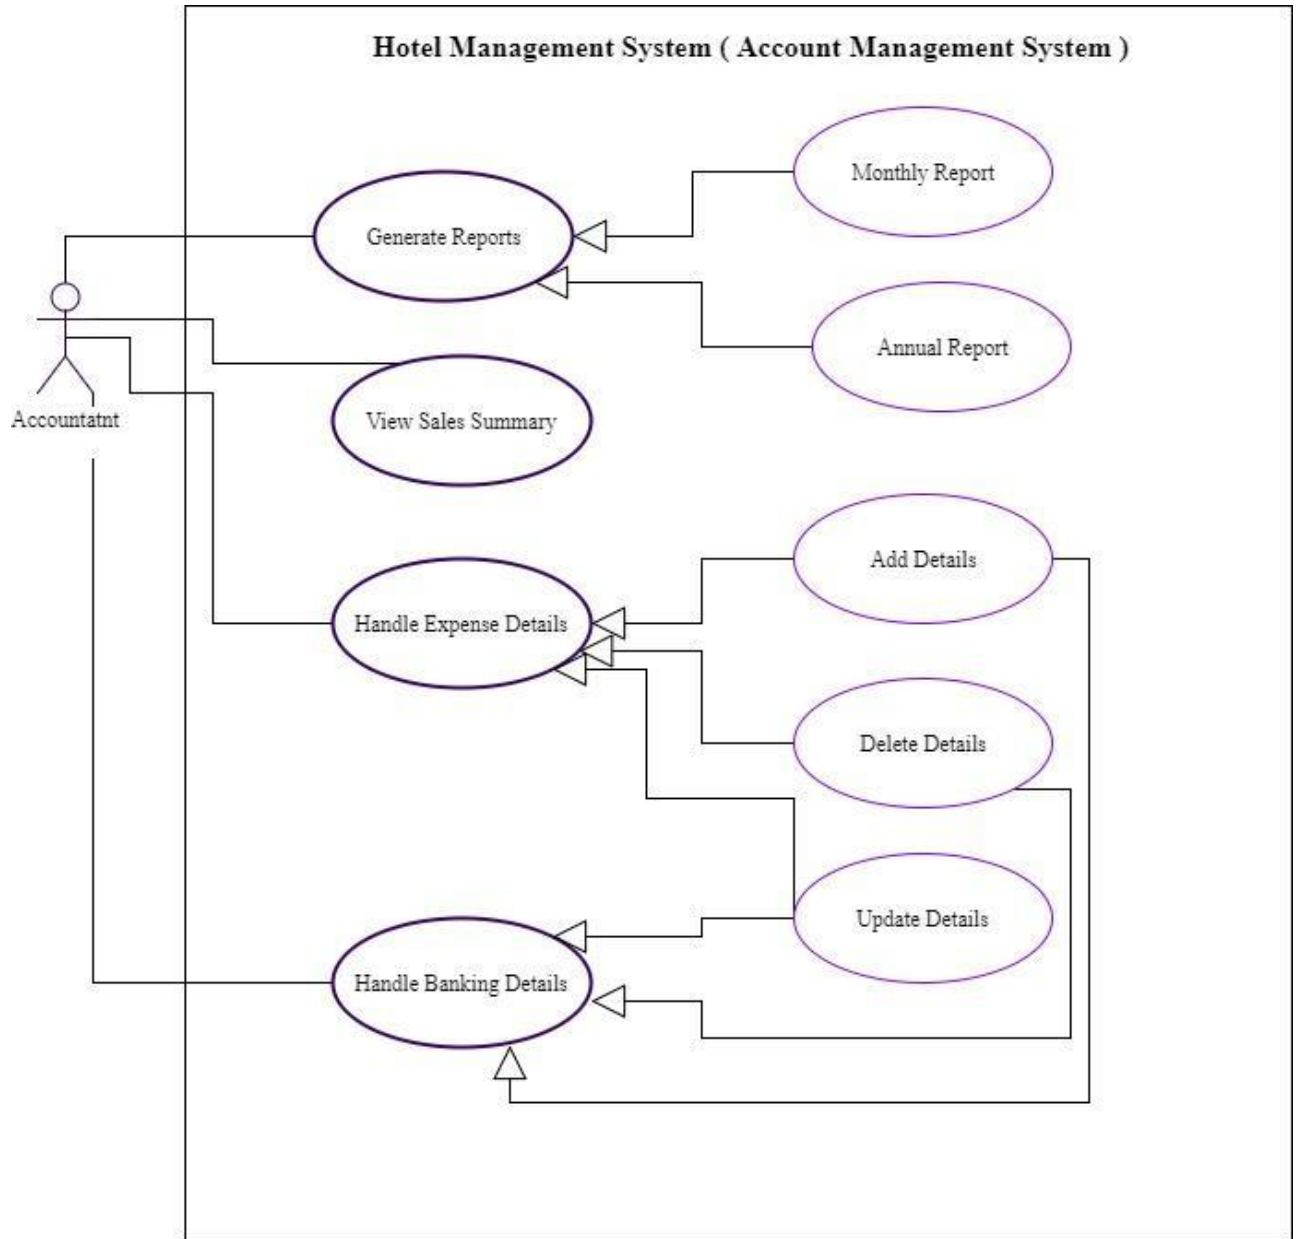 Hotel Management System ( Account Management System )
Monthly Report
Generate Reports
Annual Report
Accountatnt
View Sales Summary
Add Details
Handle Expense Details
Delete Details
Update Details
Handle Banking Details